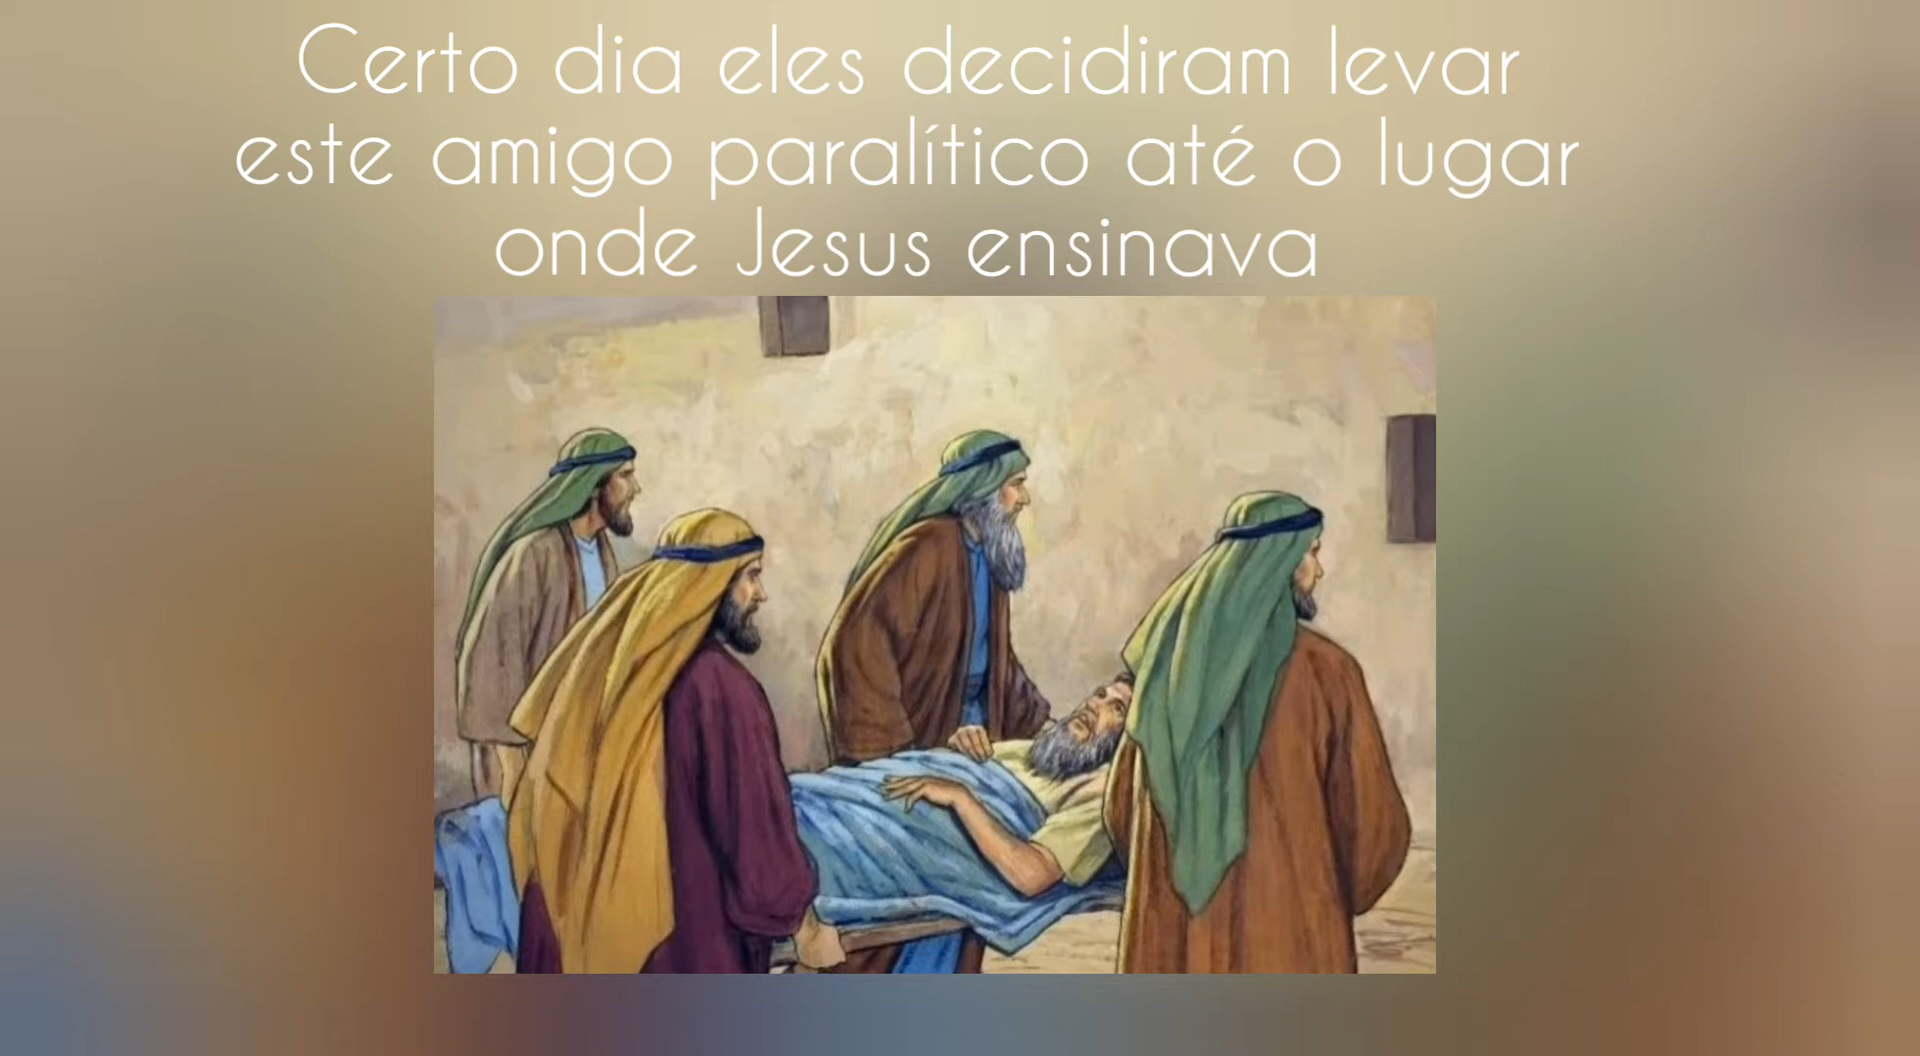 Certo dia eles decidiram levar
este amigo paralítico até o lugar
onde Jesus ensinava